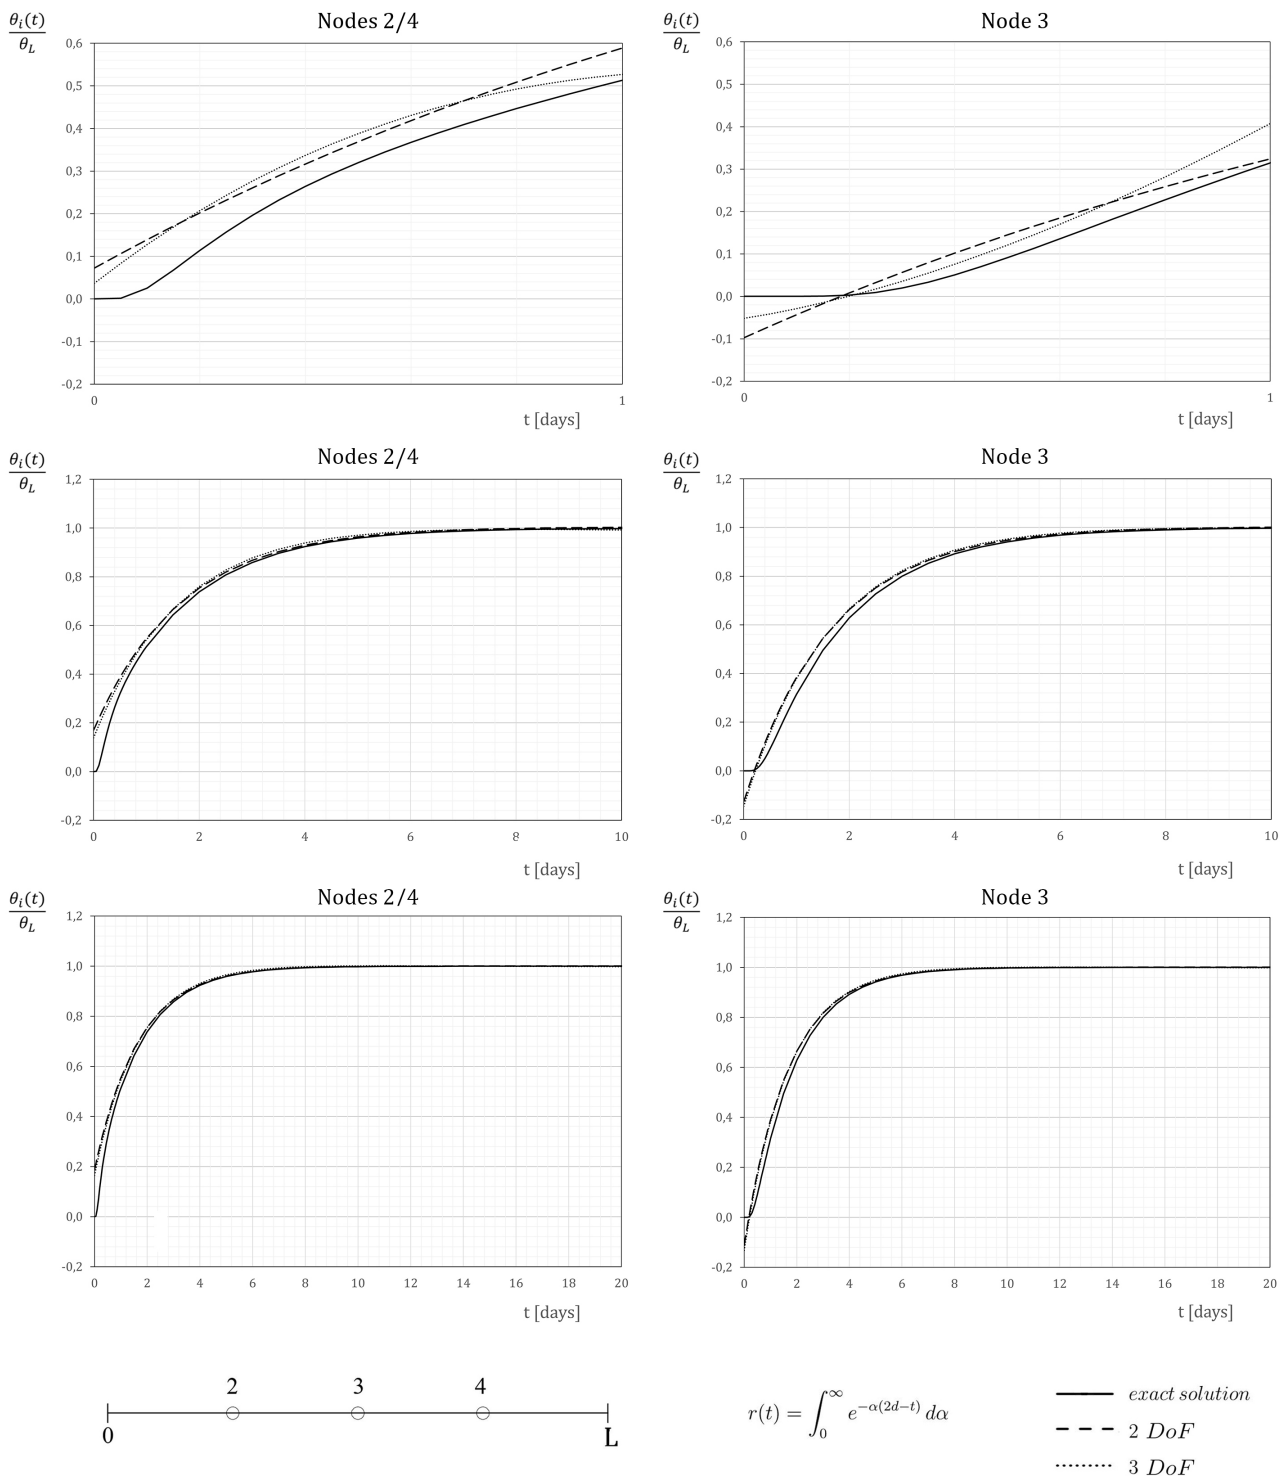 θᵢ(t)/θ_L
Nodes 2/4
0,6
0,5
0,4
0,3
0,2
0,1
0,0
-0,1
-0,2
0 1
t [days]
θᵢ(t)/θ_L
Node 3
0,6
0,5
0,4
0,3
0,2
0,1
0,0
-0,1
-0,2
0 1
t [days]
θᵢ(t)/θ_L
Nodes 2/4
1,2
1,0
0,8
0,6
0,4
0,2
0,0
-0,2
0 2 4 6 8 10
t [days]
θᵢ(t)/θ_L
Node 3
1,2
1,0
0,8
0,6
0,4
0,2
0,0
-0,2
0 2 4 6 8 10
t [days]
θᵢ(t)/θ_L
Nodes 2/4
1,2
1,0
0,8
0,6
0,4
0,2
0,0
-0,2
0 2 4 6 8 10 12 14 16 18 20
t [days]
θᵢ(t)/θ_L
Node 3
1,2
1,0
0,8
0,6
0,4
0,2
0,0
-0,2
0 2 4 6 8 10 12 14 16 18 20
t [days]
2 3 4
0 L
r(t) = ∫₀^∞ e^{−α(2d−t)} dα
exact solution
2 DoF
3 DoF